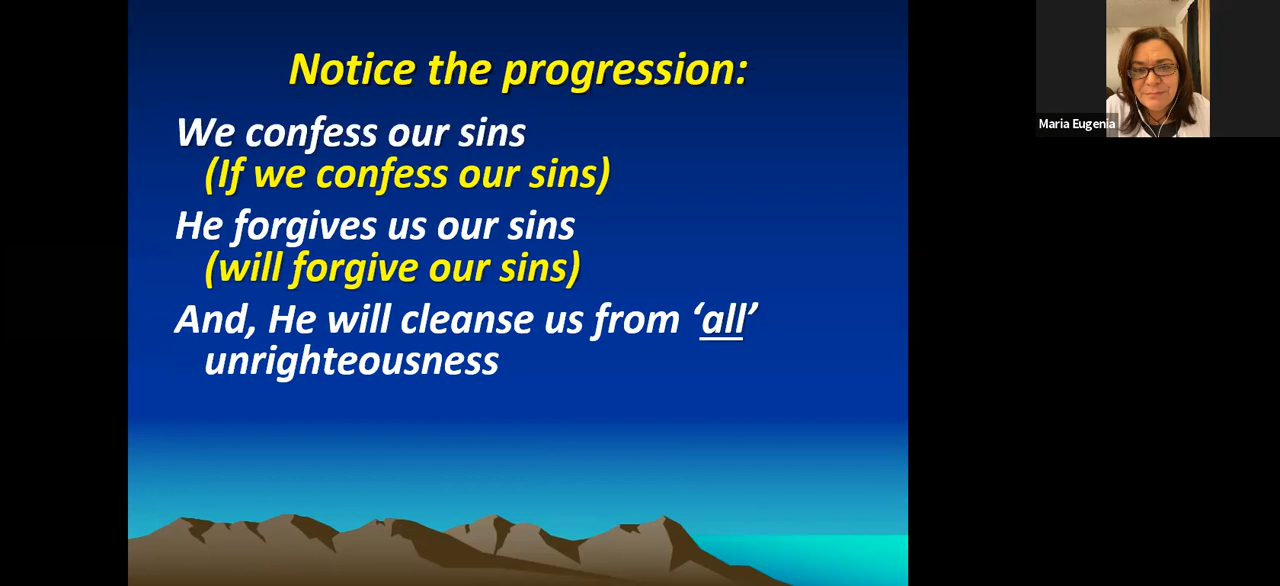 Notice the progression:
We confess our sins
(If we confess our sins)
He forgives us our sins
(will forgive our sins)
And, He will cleanse us from ‘all’
unrighteousness
Maria Eugenia